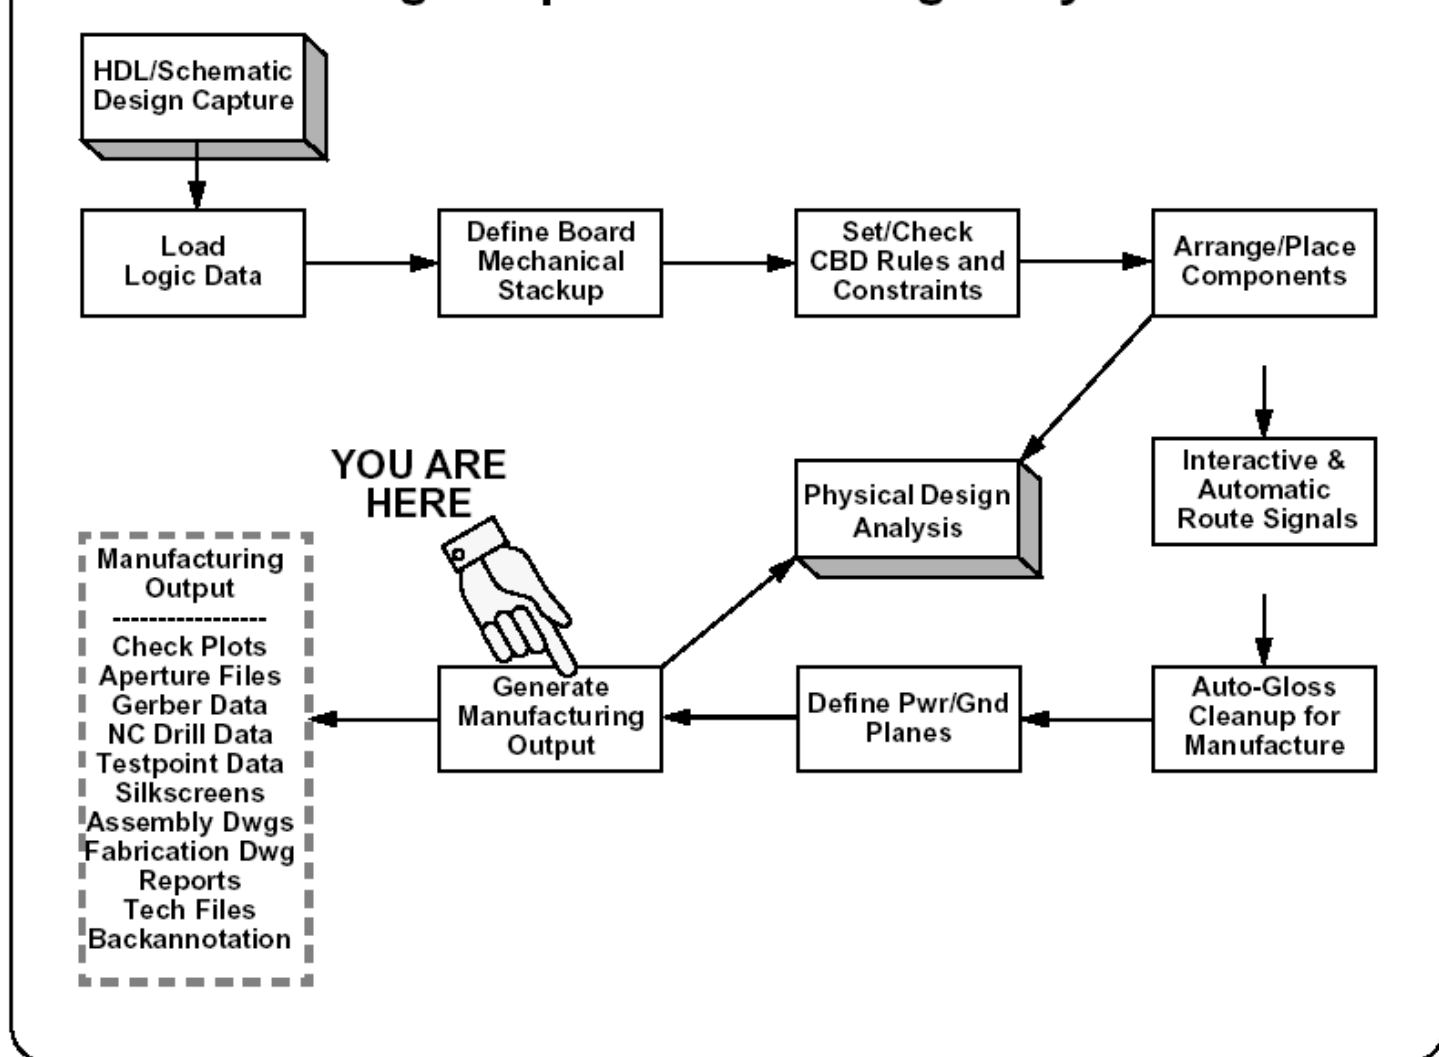 HDL/Schematic
Design Capture
Load
Logic Data
Define Board
Mechanical
Stackup
Set/Check
CBD Rules and
Constraints
Arrange/Place
Components
YOU ARE
HERE
Physical Design
Analysis
Interactive &
Automatic
Route Signals
Manufacturing
Output
-----------------
Check Plots
Aperture Files
Gerber Data
NC Drill Data
Testpoint Data
Silkscreens
Assembly Dwgs
Fabrication Dwg
Reports
Tech Files
Backannotation
Generate
Manufacturing
Output
Define Pwr/Gnd
Planes
Auto-Gloss
Cleanup for
Manufacture